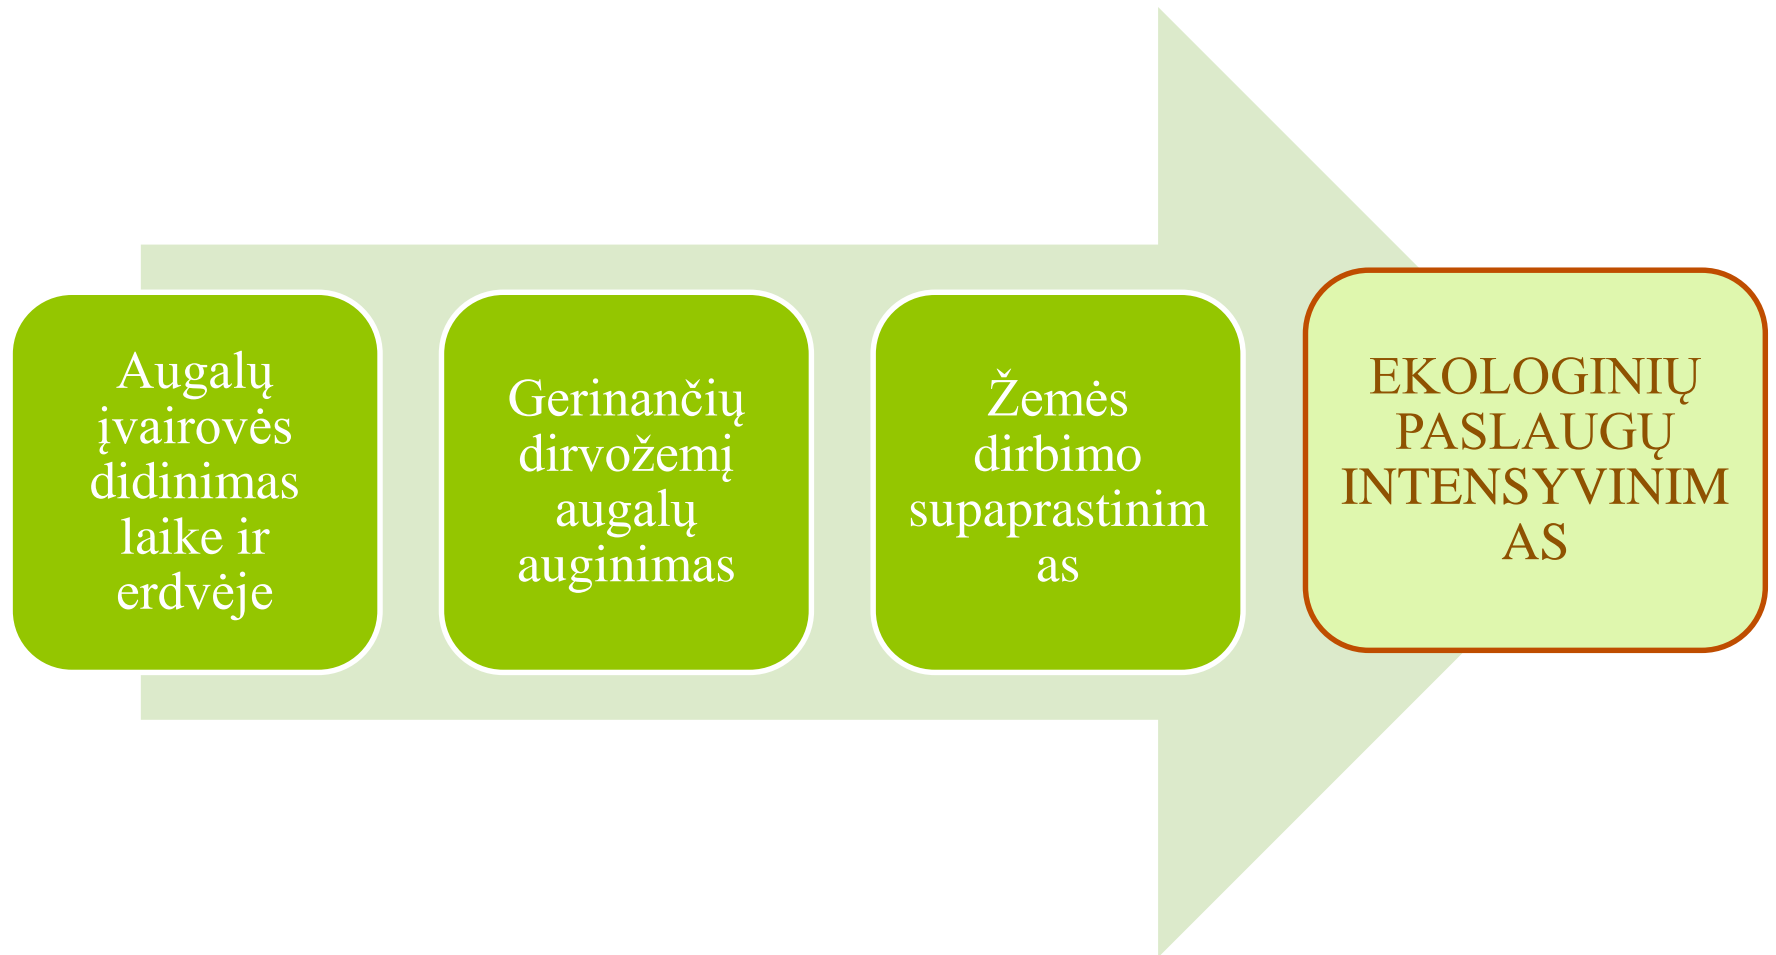 Augalų
įvairovės
didinimas
laike ir
erdvėje
Gerinančių
dirvožemį
augalų
auginimas
Žemės
dirbimo
supaprastinim
as
EKOLOGINIŲ
PASLAUGŲ
INTENSYVINIM
AS